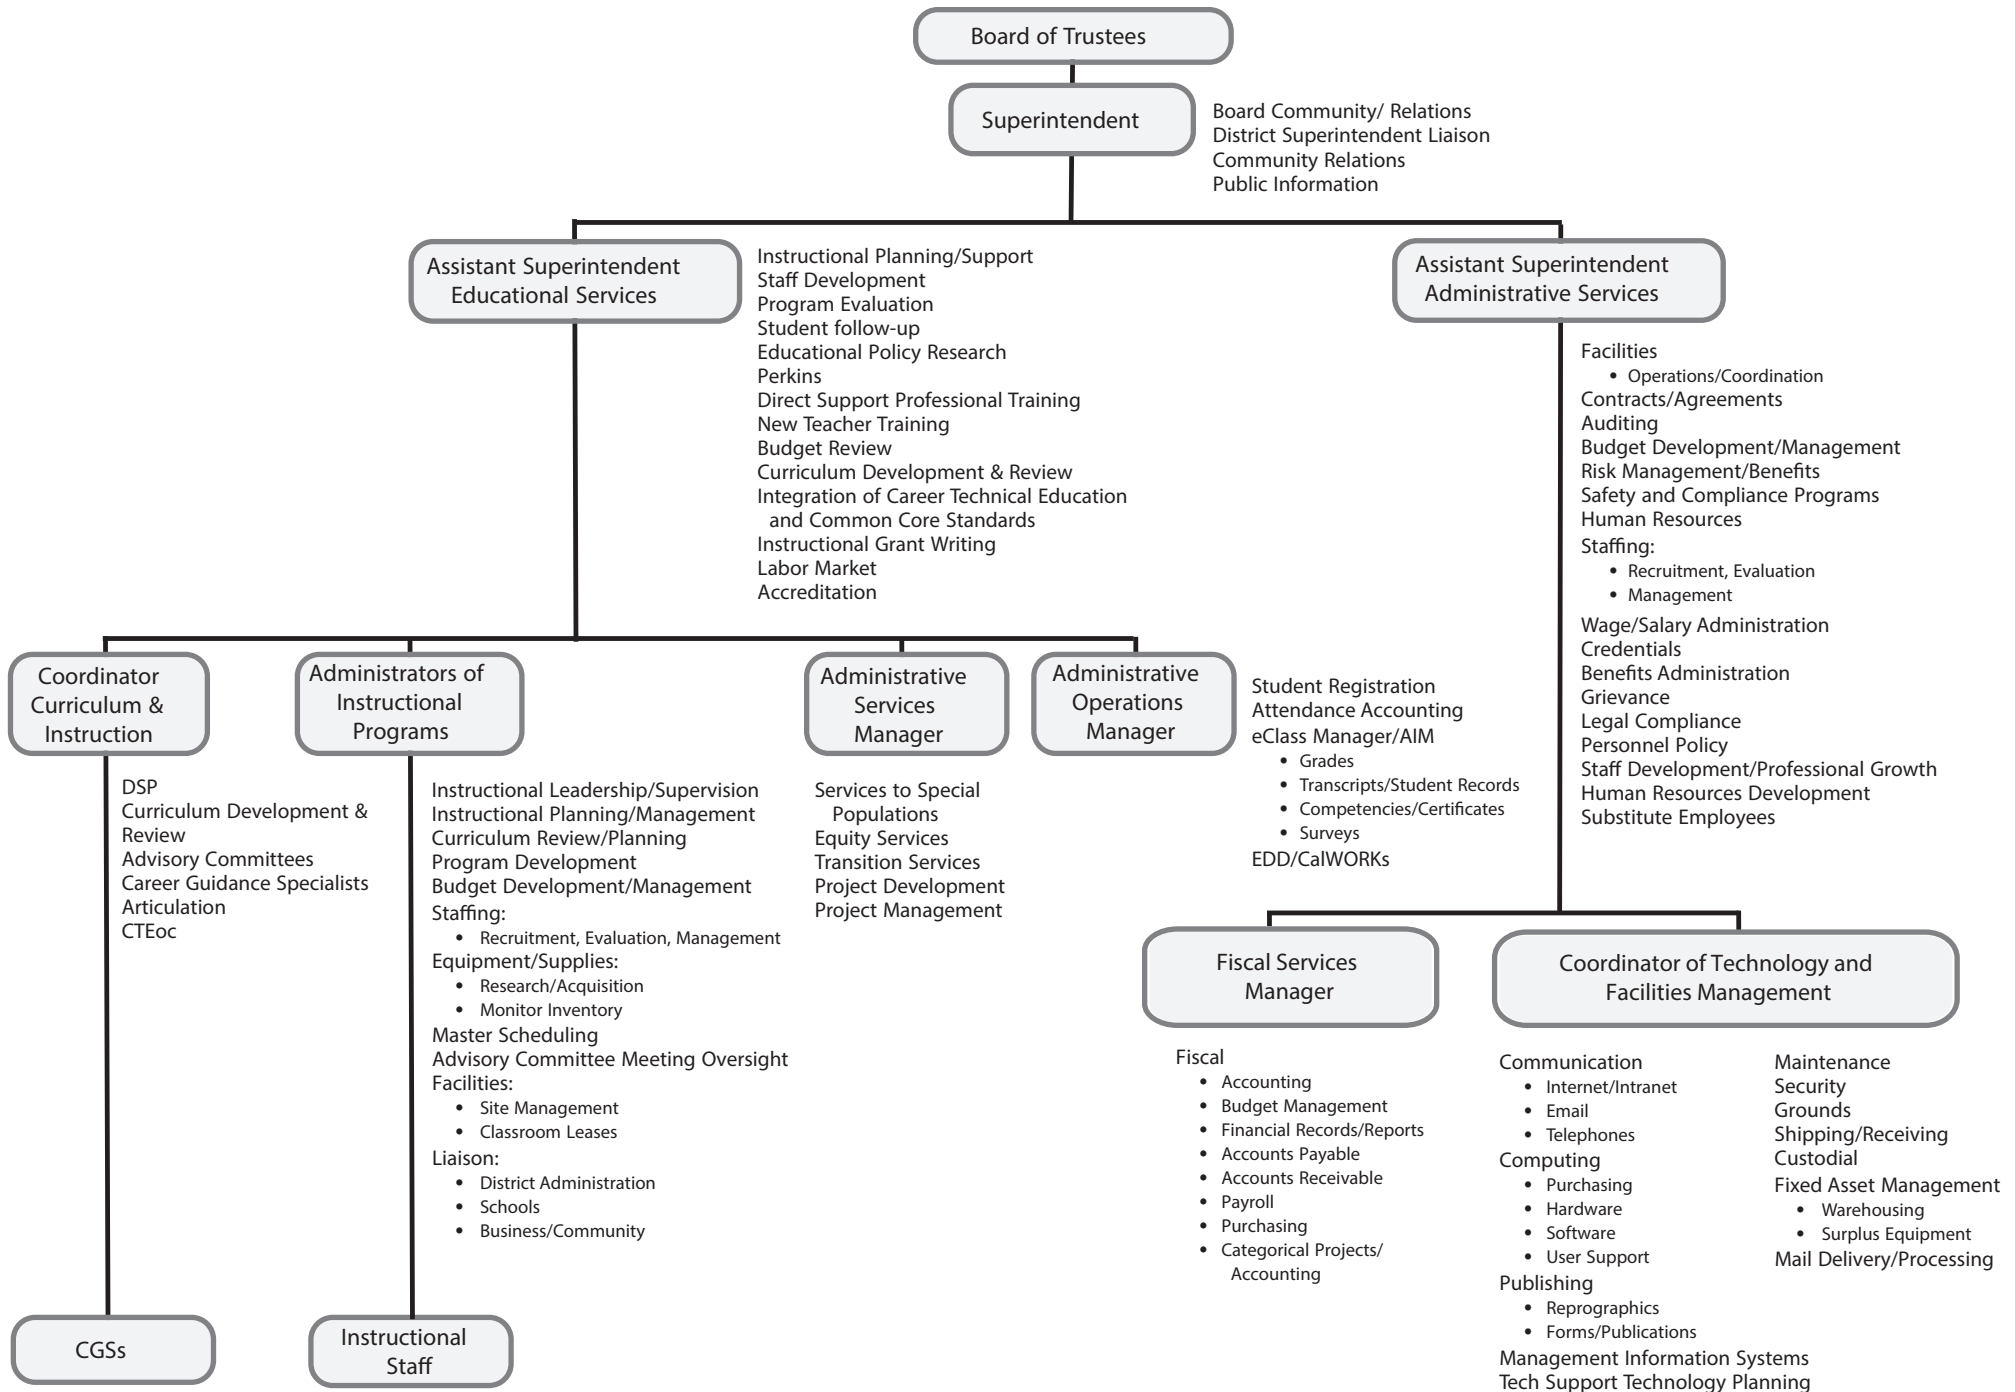 Board of Trustees
Superintendent
Board Community/ Relations
District Superintendent Liaison
Community Relations
Public Information
Assistant Superintendent
Educational Services
Instructional Planning/Support
Staff Development
Program Evaluation
Student follow-up
Educational Policy Research
Perkins
Direct Support Professional Training
New Teacher Training
Budget Review
Curriculum Development & Review
Integration of Career Technical Education
and Common Core Standards
Instructional Grant Writing
Labor Market
Accreditation
Assistant Superintendent
Administrative Services
Facilities
• Operations/Coordination
Contracts/Agreements
Auditing
Budget Development/Management
Risk Management/Benefits
Safety and Compliance Programs
Human Resources
Staffing:
• Recruitment, Evaluation
• Management
Wage/Salary Administration
Credentials
Benefits Administration
Grievance
Legal Compliance
Personnel Policy
Staff Development/Professional Growth
Human Resources Development
Substitute Employees
Coordinator
Curriculum &
Instruction
DSP
Curriculum Development &
Review
Advisory Committees
Career Guidance Specialists
Articulation
CTEoc
Administrators of
Instructional
Programs
Instructional Leadership/Supervision
Instructional Planning/Management
Curriculum Review/Planning
Program Development
Budget Development/Management
Staffing:
• Recruitment, Evaluation, Management
Equipment/Supplies:
• Research/Acquisition
• Monitor Inventory
Master Scheduling
Advisory Committee Meeting Oversight
Facilities:
• Site Management
• Classroom Leases
Liaison:
• District Administration
• Schools
• Business/Community
Administrative
Services
Manager
Services to Special
Populations
Equity Services
Transition Services
Project Development
Project Management
Administrative
Operations
Manager
Student Registration
Attendance Accounting
eClass Manager/AIM
• Grades
• Transcripts/Student Records
• Competencies/Certificates
• Surveys
EDD/CalWORKs
Fiscal Services
Manager
Fiscal
• Accounting
• Budget Management
• Financial Records/Reports
• Accounts Payable
• Accounts Receivable
• Payroll
• Purchasing
• Categorical Projects/
Accounting
Coordinator of Technology and
Facilities Management
Communication
• Internet/Intranet
• Email
• Telephones
Computing
• Purchasing
• Hardware
• Software
• User Support
Publishing
• Reprographics
• Forms/Publications
Management Information Systems
Tech Support Technology Planning
Maintenance
Security
Grounds
Shipping/Receiving
Custodial
Fixed Asset Management
• Warehousing
• Surplus Equipment
Mail Delivery/Processing
CGSs
Instructional
Staff